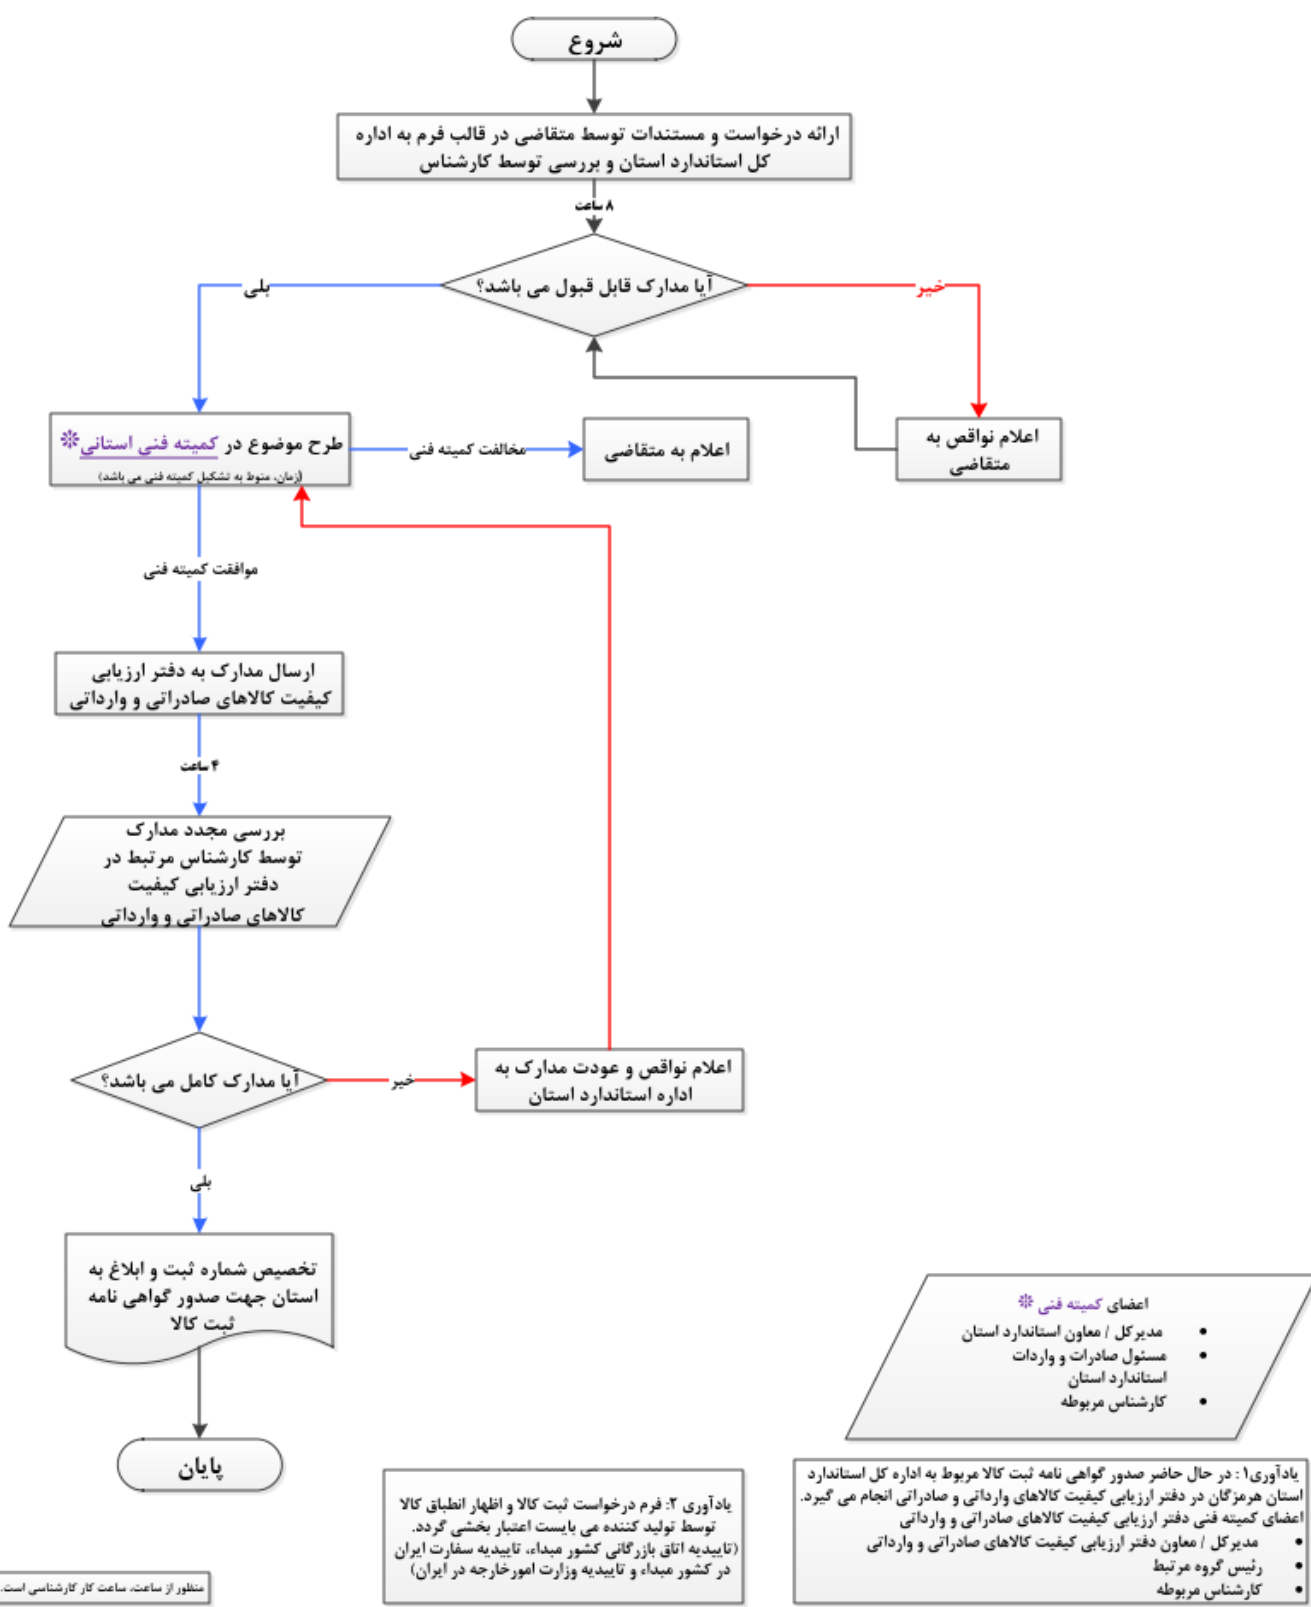 شروع
ارائه درخواست و مستندات توسط متقاضی در قالب فرم به اداره
کل استاندارد استان و بررسی توسط کارشناس
۸ ساعت
آیا مدارک قابل قبول می باشد؟
خیر
بلی
اعلام نواقص به
متقاضی
طرح موضوع در کمیته فنی استانی❊
(زمان، منوط به تشکیل کمیته فنی می باشد)
مخالفت کمیته فنی
اعلام به متقاضی
موافقت کمیته فنی
ارسال مدارک به دفتر ارزیابی
کیفیت کالاهای صادراتی و وارداتی
۴ ساعت
بررسی مجدد مدارک
توسط کارشناس مرتبط در
دفتر ارزیابی کیفیت
کالاهای صادراتی و وارداتی
آیا مدارک کامل می باشد؟
خیر
اعلام نواقص و عودت مدارک به
اداره استاندارد استان
بلی
تخصیص شماره ثبت و ابلاغ به
استان جهت صدور گواهی نامه
ثبت کالا
پایان
اعضای کمیته فنی ❊
• مدیرکل / معاون استاندارد استان
• مسئول صادرات و واردات
استاندارد استان
• کارشناس مربوطه
یادآوری۱: در حال حاضر صدور گواهی نامه ثبت کالا مربوط به اداره کل استاندارد
استان هرمزگان در دفتر ارزیابی کیفیت کالاهای وارداتی و صادراتی انجام می گیرد.
اعضای کمیته فنی دفتر ارزیابی کیفیت کالاهای صادراتی و وارداتی
• مدیرکل / معاون دفتر ارزیابی کیفیت کالاهای صادراتی و وارداتی
• رئیس گروه مرتبط
• کارشناس مربوطه
یادآوری ۲: فرم درخواست ثبت کالا و اظهار انطباق کالا
توسط تولید کننده می بایست اعتبار بخشی گردد.
(تاییدیه اتاق بازرگانی کشور مبداء، تاییدیه سفارت ایران
در کشور مبداء و تاییدیه وزارت امورخارجه در ایران)
منظور از ساعت، ساعت کار کارشناسی است.